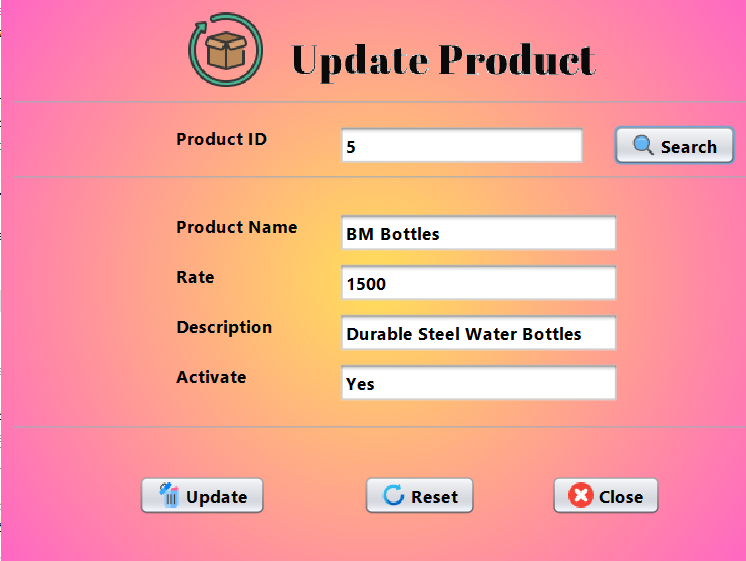 Update Product
Product ID 5 Search
Product Name BM Bottles
Rate 1500
Description Durable Steel Water Bottles
Activate Yes
Update Reset Close